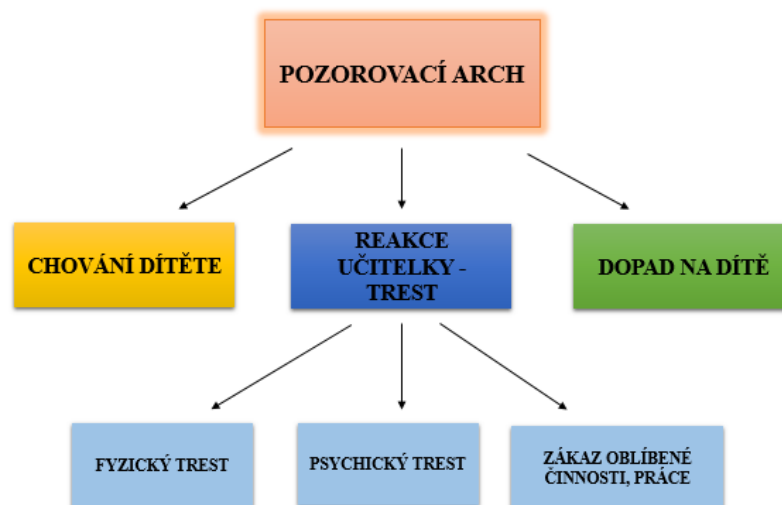 POZOROVACÍ ARCH
CHOVÁNÍ DÍTĚTE
REAKCE
UČITELKY -
TREST
DOPAD NA DÍTĚ
FYZICKÝ TREST
PSYCHICKÝ TREST
ZÁKAZ OBLÍBENÉ
ČINNOSTI, PRÁCE